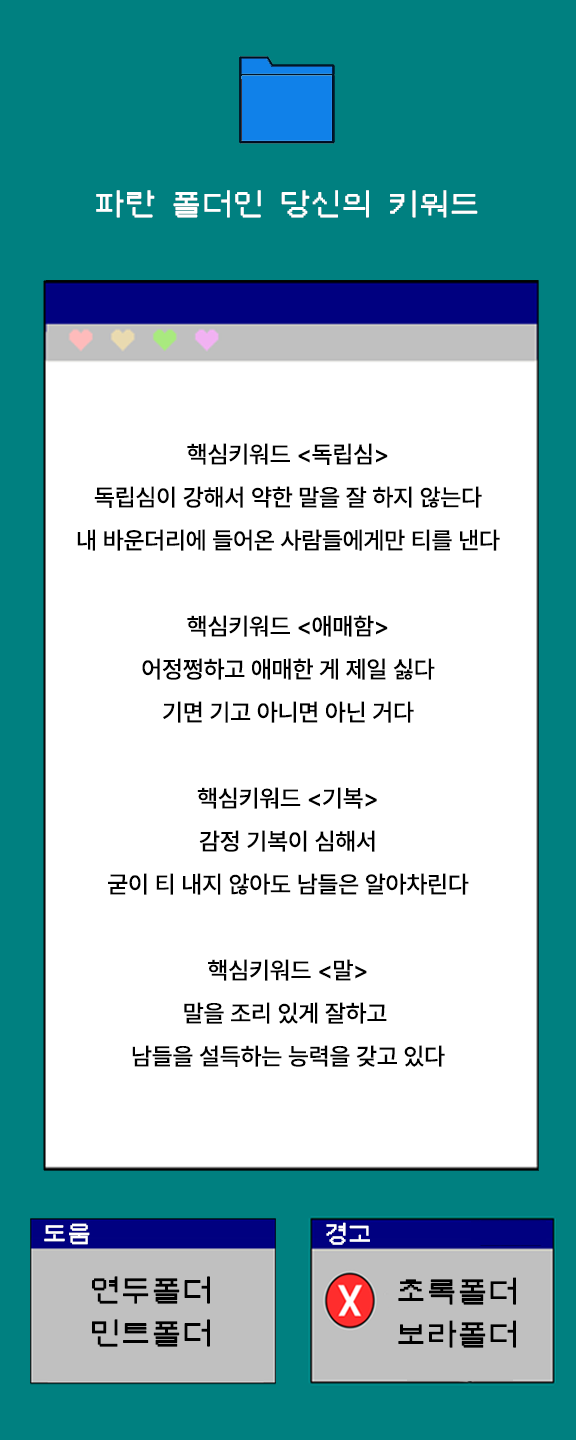 파란 폴더인 당신의 키워드
핵심키워드 <독립심>
독립심이 강해서 약한 말을 잘 하지 않는다
내 바운더리에 들어온 사람들에게만 티를 낸다
핵심키워드 <애매함>
어정쩡하고 애매한 게 제일 싫다
기면 기고 아니면 아닌 거다
핵심키워드 <기복>
감정 기복이 심해서
굳이 티 내지 않아도 남들은 알아차린다
핵심키워드 <말>
말을 조리 있게 잘하고
남들을 설득하는 능력을 갖고 있다
도움
연두폴더
민트폴더
경고
X
초록폴더
보라폴더